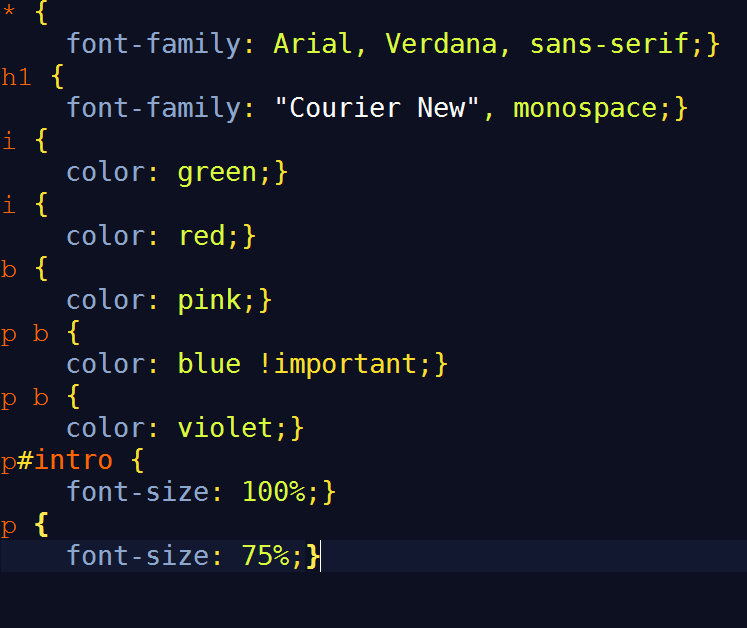 * {
    font-family: Arial, Verdana, sans-serif;}
h1 {
    font-family: "Courier New", monospace;}
i {
    color: green;}
i {
    color: red;}
b {
    color: pink;}
p b {
    color: blue !important;}
p b {
    color: violet;}
p#intro {
    font-size: 100%;}
p {
    font-size: 75%;}